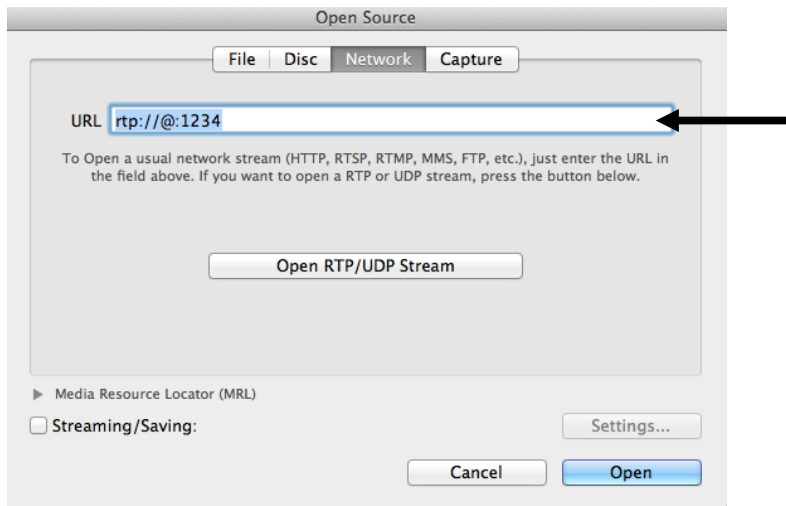 Open Source
File Disc Network Capture
URL rtp://@:1234
To Open a usual network stream (HTTP, RTSP, RTMP, MMS, FTP, etc.), just enter the URL in
the field above. If you want to open a RTP or UDP stream, press the button below.
Open RTP/UDP Stream
Media Resource Locator (MRL)
Streaming/Saving:
Settings...
Cancel Open